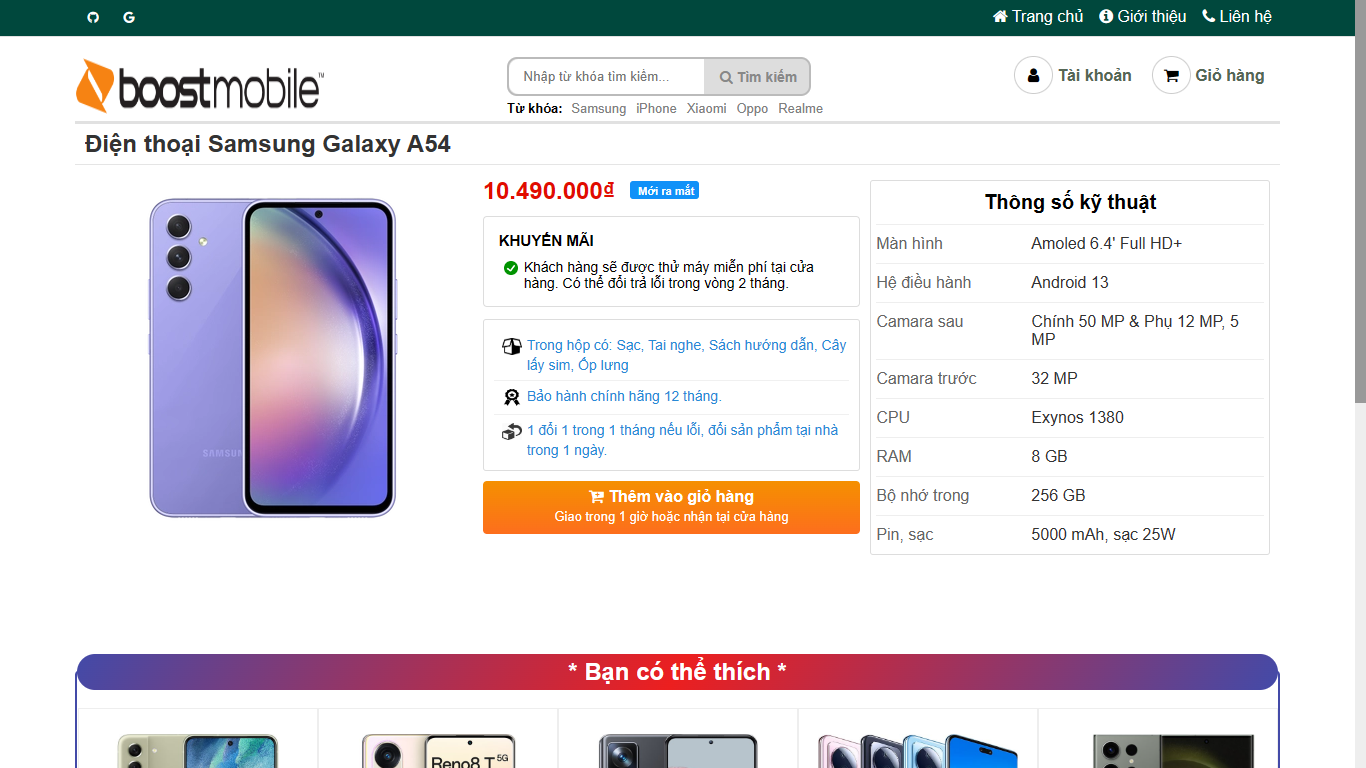 Trang chủ Giới thiệu Liên hệ
boostmobile™
Nhập từ khóa tìm kiếm... Tìm kiếm
Tài khoản Giỏ hàng
Từ khóa: Samsung iPhone Xiaomi Oppo Realme
Điện thoại Samsung Galaxy A54
SAMSUN
10.490.000₫ Mới ra mắt
KHUYẾN MÃI
Khách hàng sẽ được thử máy miễn phí tại cửa
hàng. Có thể đổi trả lỗi trong vòng 2 tháng.
Trong hộp có: Sạc, Tai nghe, Sách hướng dẫn, Cây
lấy sim, Ốp lưng
Bảo hành chính hãng 12 tháng.
1 đổi 1 trong 1 tháng nếu lỗi, đổi sản phẩm tại nhà
trong 1 ngày.
Thêm vào giỏ hàng
Giao trong 1 giờ hoặc nhận tại cửa hàng
Thông số kỹ thuật
Màn hình Amoled 6.4' Full HD+
Hệ điều hành Android 13
Camara sau Chính 50 MP & Phụ 12 MP, 5
MP
Camara trước 32 MP
CPU Exynos 1380
RAM 8 GB
Bộ nhớ trong 256 GB
Pin, sạc 5000 mAh, sạc 25W
* Bạn có thể thích *
Reno8 T 5G